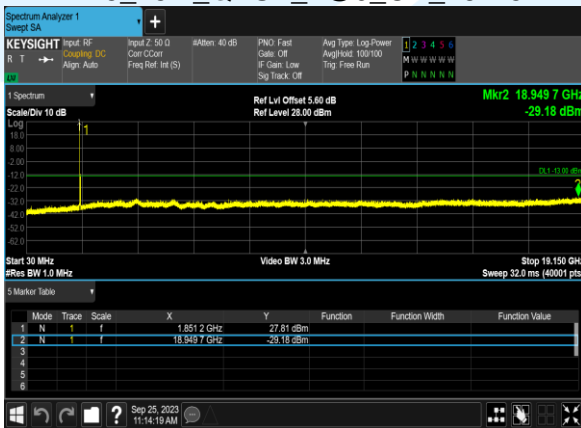 Spectrum Analyzer 1
Swept SA
KEYSIGHT Input: RF Input Z: 50 Ω #Atten: 40 dB PNO: Fast Avg Type: Log-Power 1 2 3 4 5 6
R T Coupling: DC Corr CCorr Gate: Off Avg|Hold: 100/100 M W W W W W
Align: Auto Freq Ref: Int (S) IF Gain: Low Trig: Free Run
Sig Track: Off P N N N N N
1 Spectrum Ref Lvl Offset 5.60 dB Mkr2 18.949 7 GHz
Scale/Div 10 dB Ref Level 28.00 dBm -29.18 dBm
Log
18.0
8.00
-2.00
-12.0
-22.0
-32.0
-42.0
-52.0
-62.0
1
DL1 -13.00 dBm
2
Start 30 MHz Video BW 3.0 MHz Stop 19.150 GHz
#Res BW 1.0 MHz Sweep 32.0 ms (40001 pts)
5 Marker Table
Mode Trace Scale X Y Function Function Width Function Value
1 N 1 f 1.851 2 GHz 27.81 dBm
2 N 1 f 18.949 7 GHz -29.18 dBm
3
4
5
6
? Sep 25, 2023
11:14:19 AM